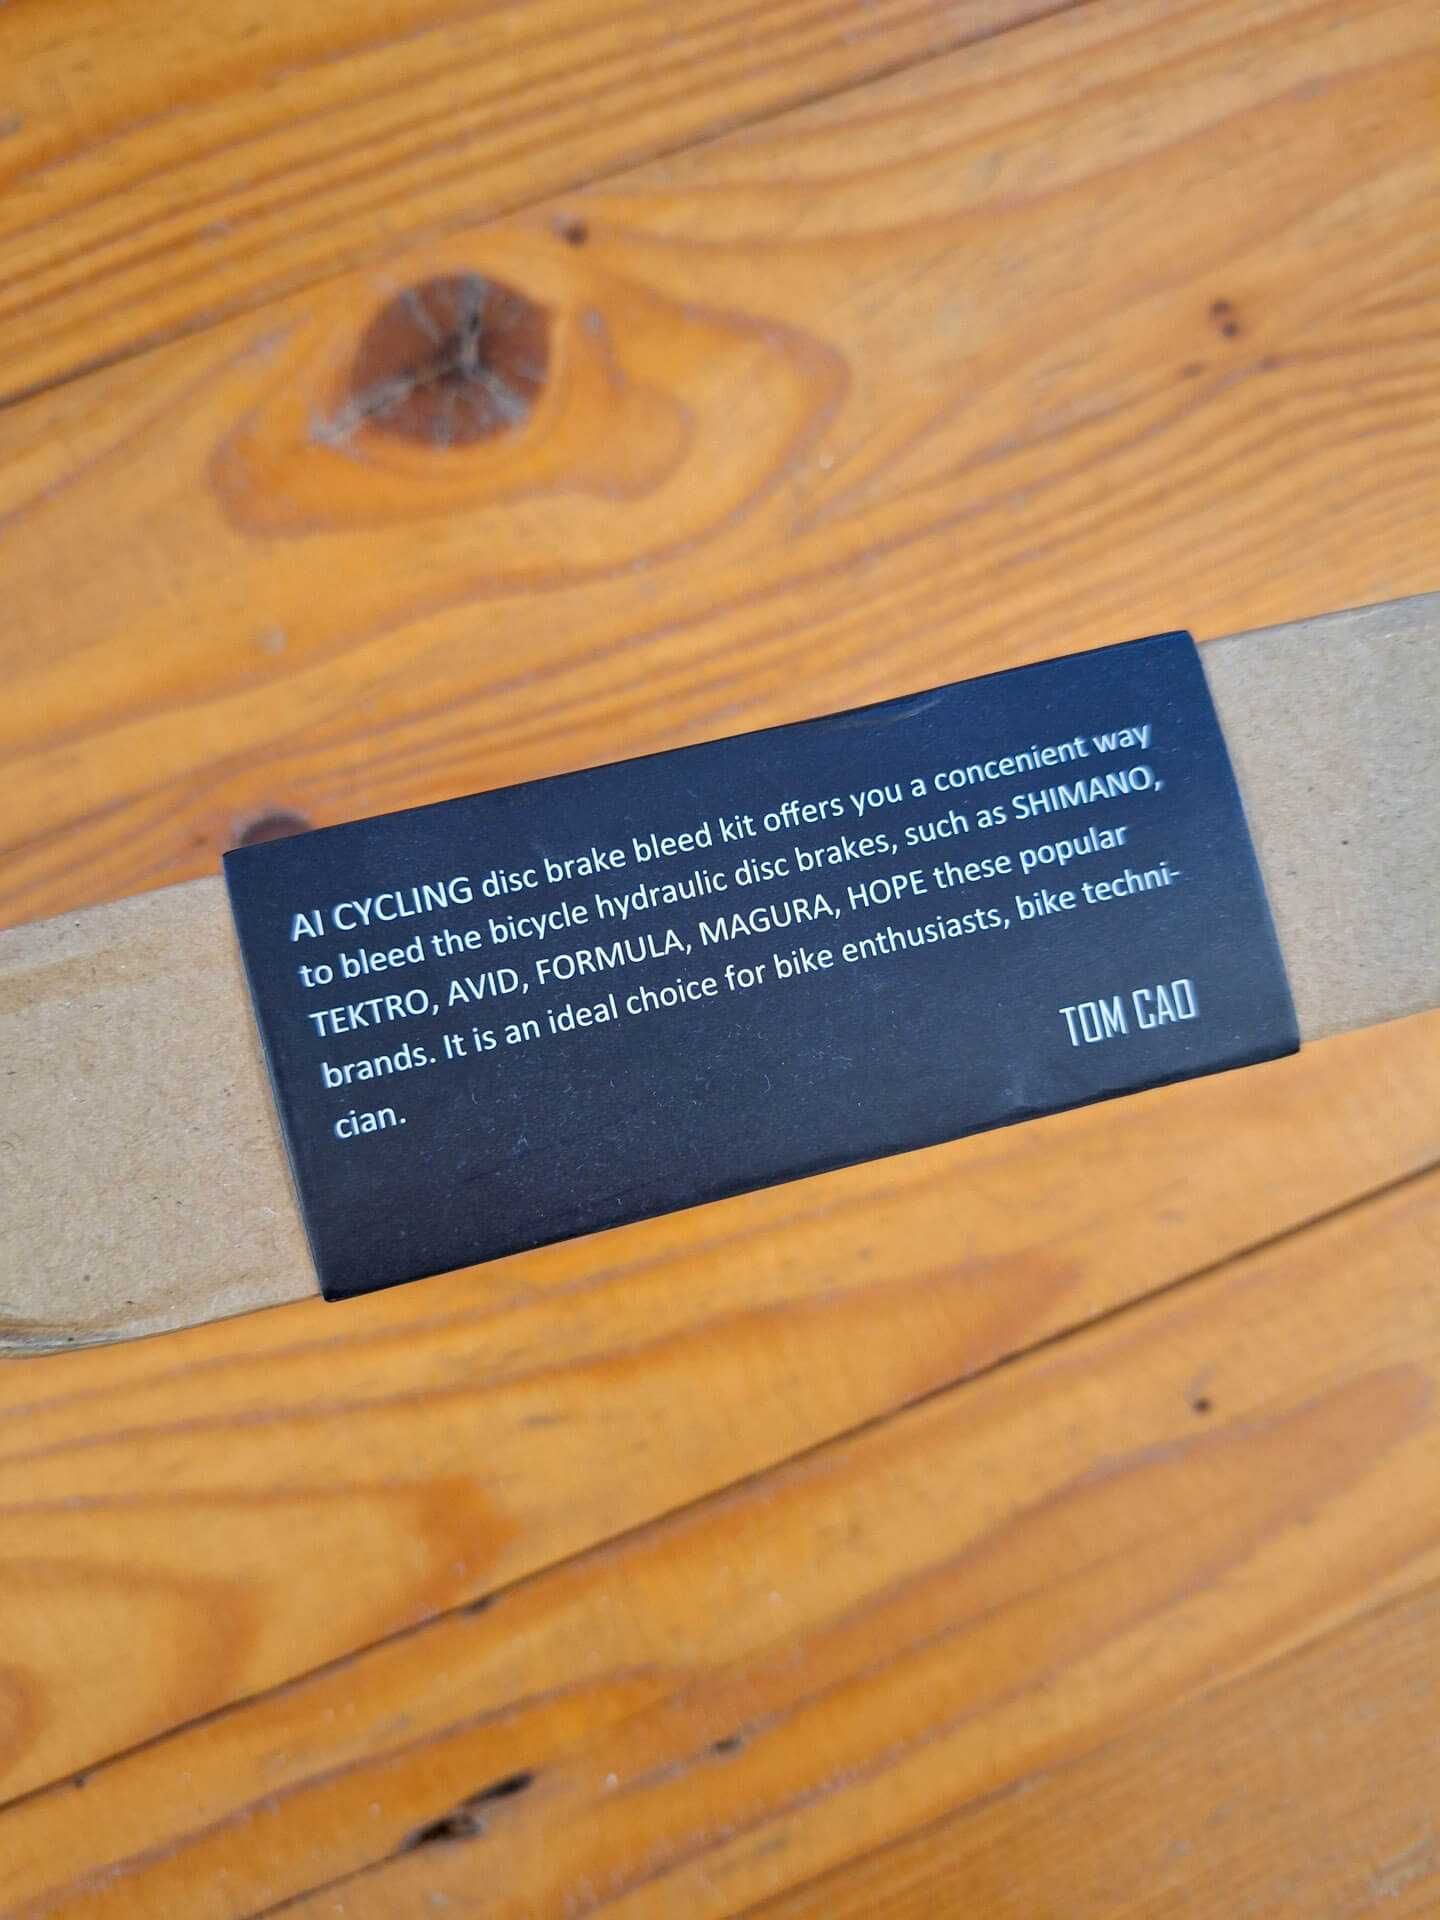 AI CYCLING disc brake bleed kit offers you a concenient way
to bleed the bicycle hydraulic disc brakes, such as SHIMANO,
TEKTRO, AVID, FORMULA, MAGURA, HOPE these popular
brands. It is an ideal choice for bike enthusiasts, bike techni-
cian.
TOM CAO